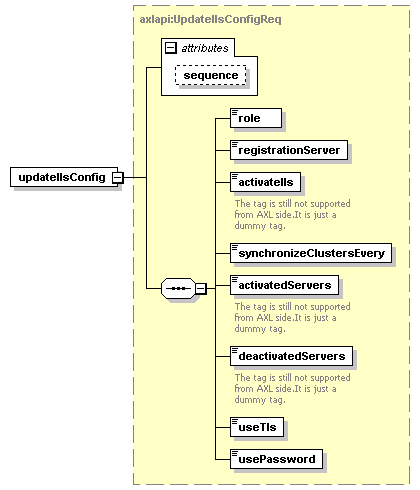 axlapi:UpdateIlsConfigReq
attributes
sequence
role
registrationServer
updateIlsConfig
activateIls
The tag is still not supported
from AXL side.It is just a
dummy tag.
synchronizeClustersEvery
activatedServers
The tag is still not supported
from AXL side.It is just a
dummy tag.
deactivatedServers
The tag is still not supported
from AXL side.It is just a
dummy tag.
useTls
usePassword